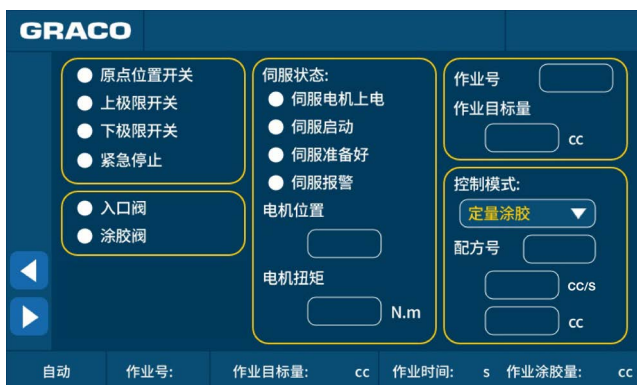 GRACO
原点位置开关
上极限开关
下极限开关
紧急停止
入口阀
涂胶阀
伺服状态:
伺服电机上电
伺服启动
伺服准备好
伺服报警
电机位置
电机扭矩
N.m
作业号
作业目标量
cc
控制模式:
定量涂胶
配方号
cc/s
cc
自动 作业号: 作业目标量: cc 作业时间: s 作业涂胶量: cc